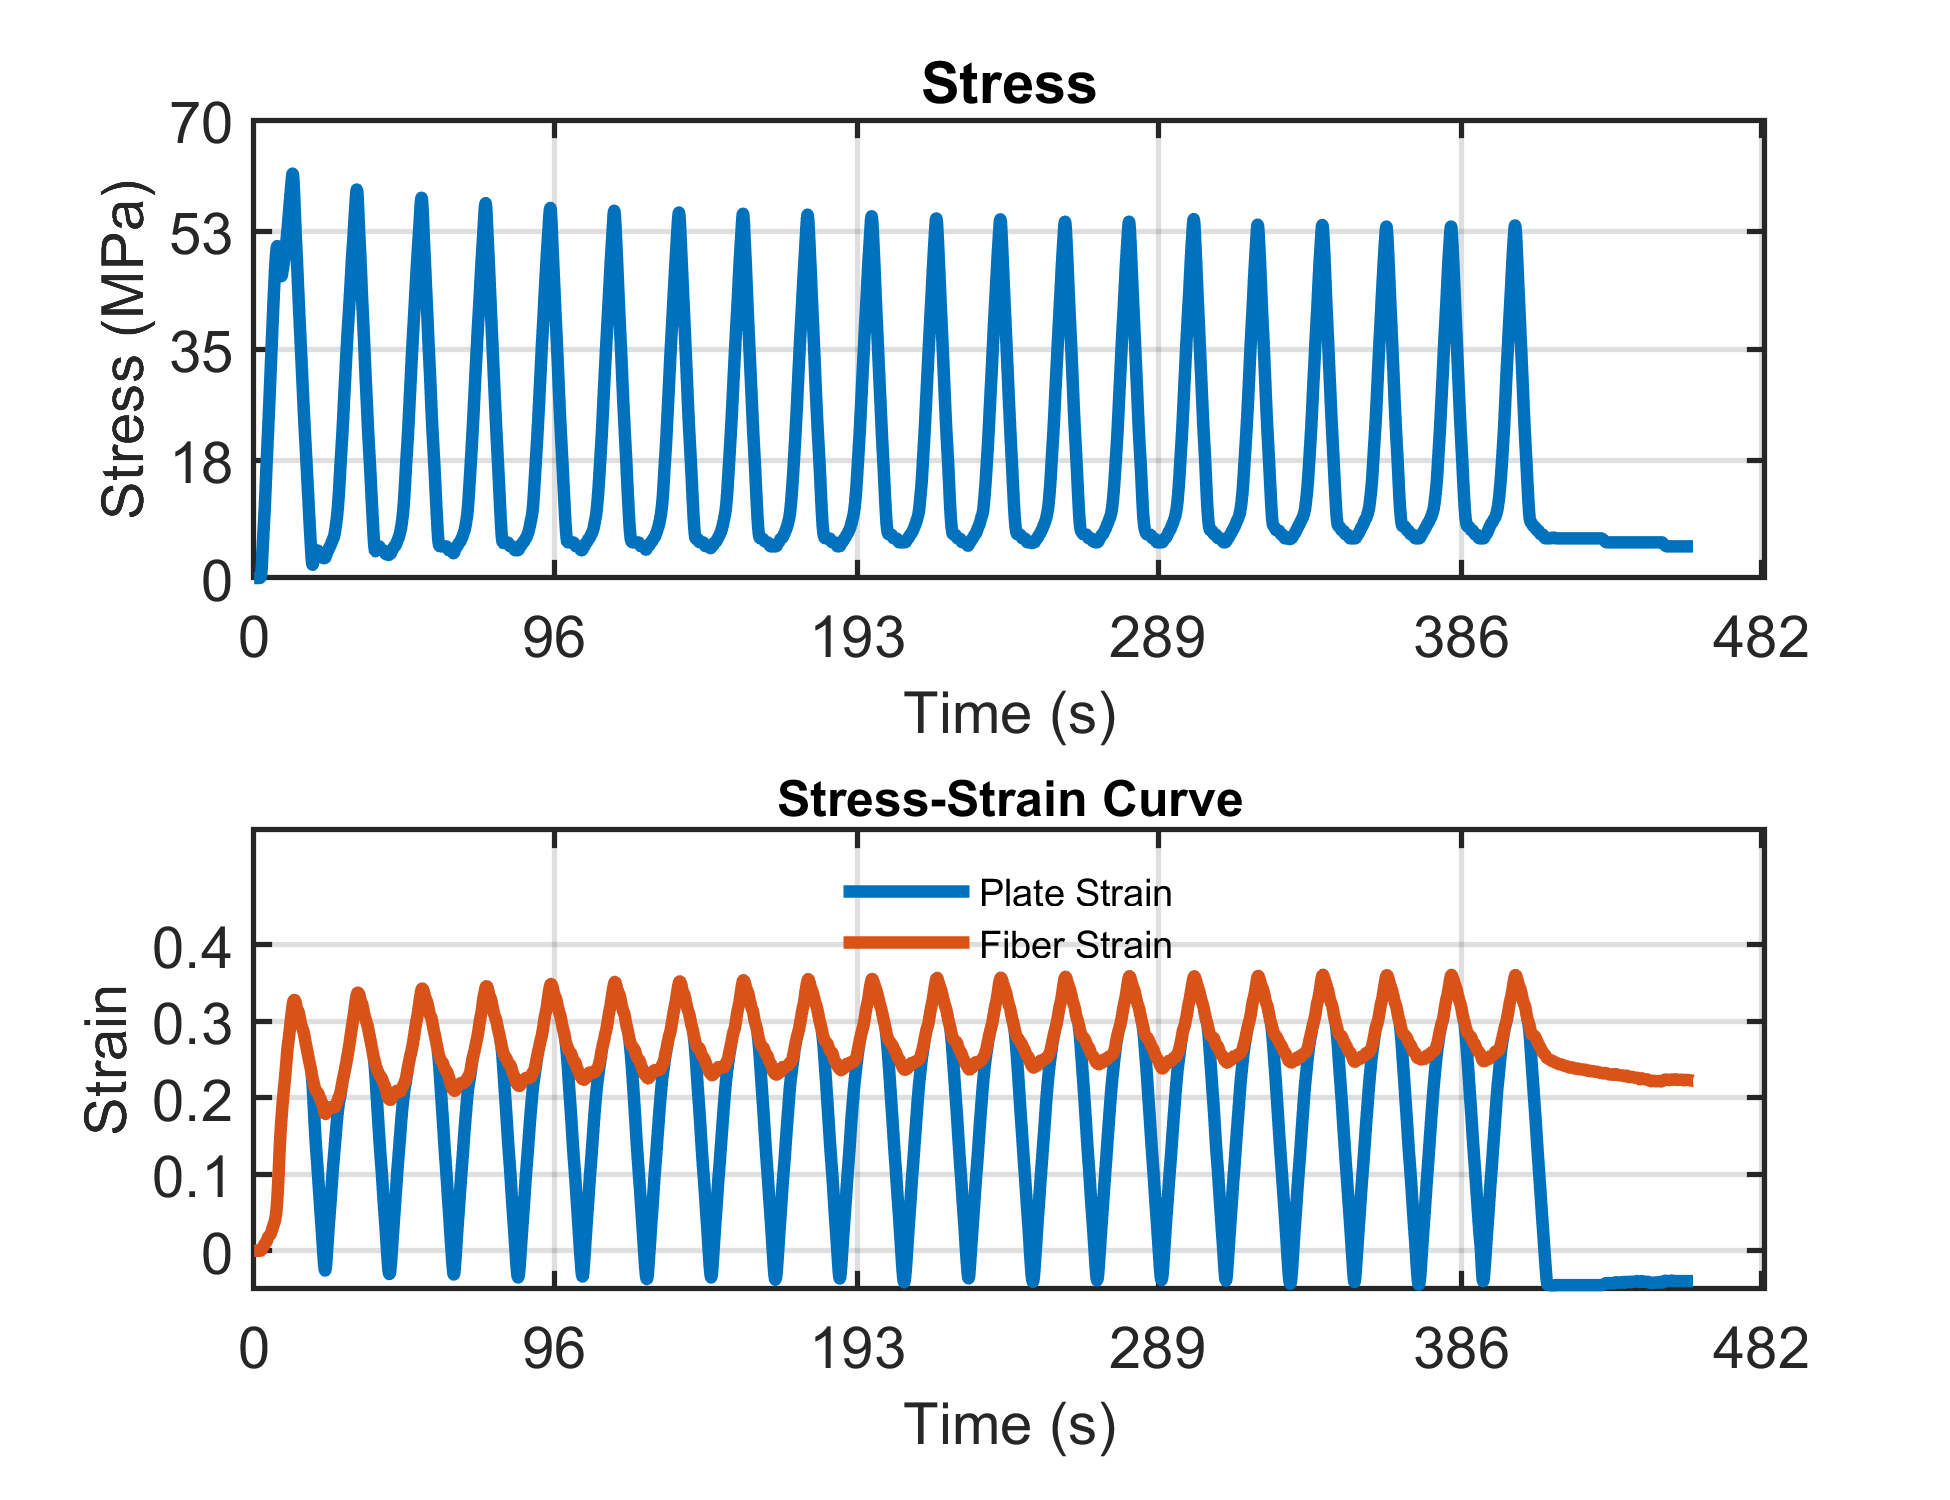 Stress
Stress (MPa)
70
53
35
18
0
0 96 193 289 386 482
Time (s)
Stress-Strain Curve
Plate Strain
Fiber Strain
Strain
0.4
0.3
0.2
0.1
0
0 96 193 289 386 482
Time (s)